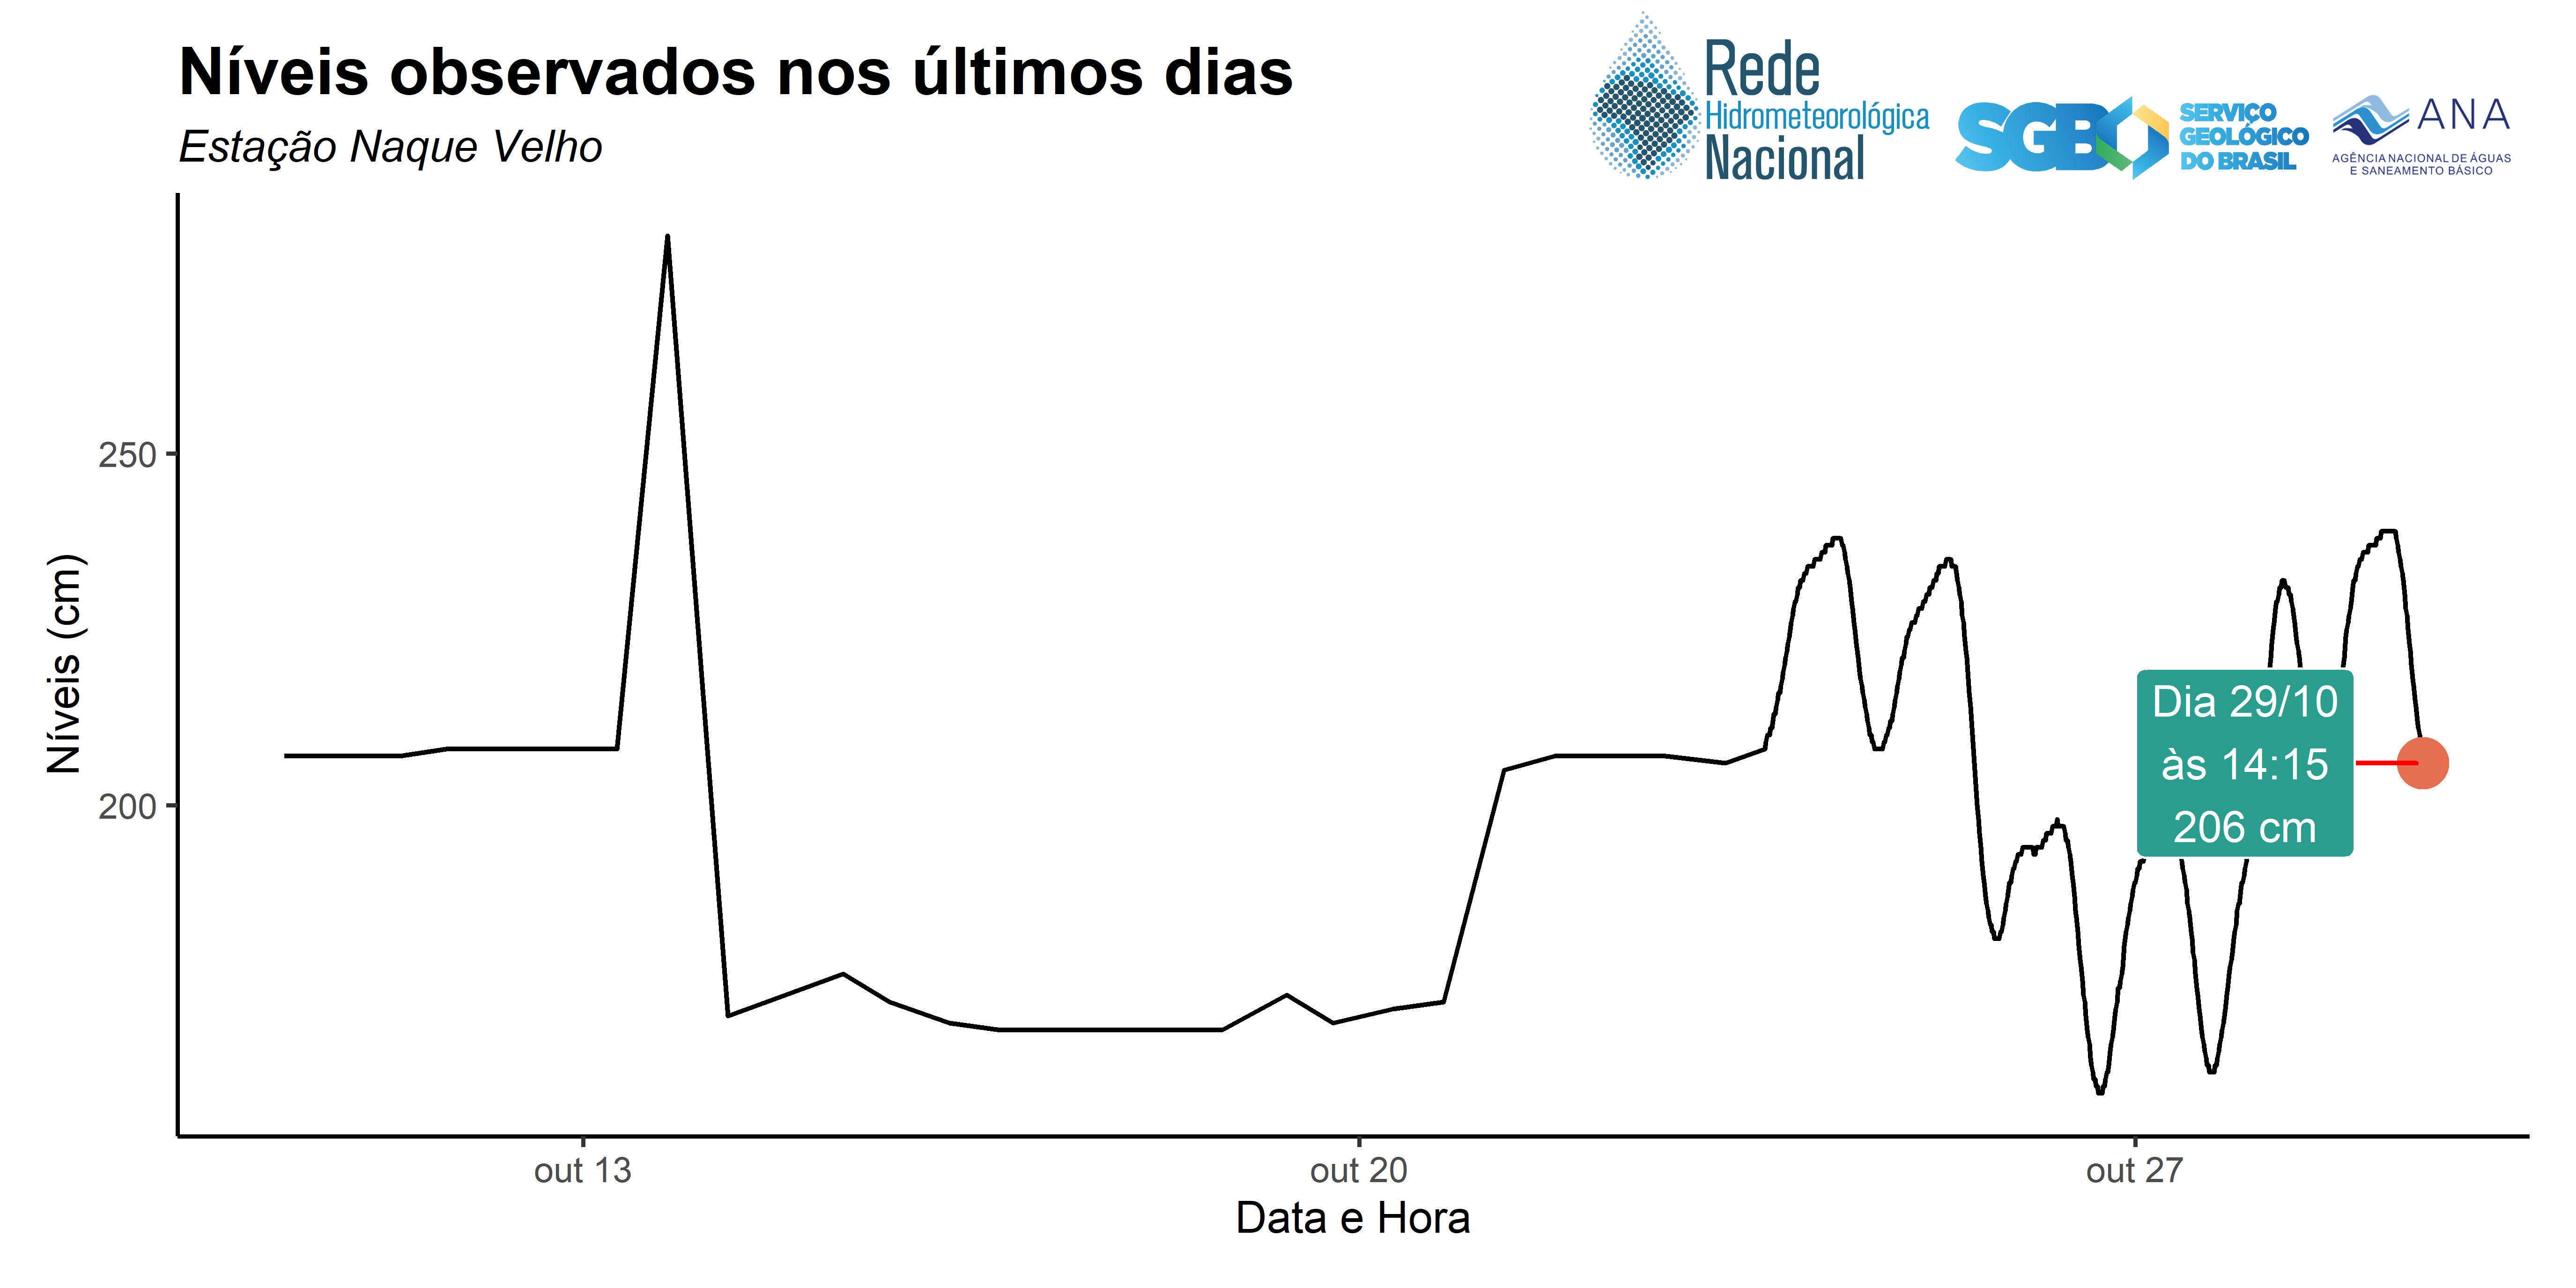 Níveis observados nos últimos dias
Estação Naque Velho
Rede
Hidrometeorológica
Nacional
SGB
SERVIÇO
GEOLÓGICO
DO BRASIL
ANA
AGÊNCIA NACIONAL DE ÁGUAS
E SANEAMENTO BÁSICO
Níveis (cm)
250
200
Dia 29/10
às 14:15
206 cm
out 13
out 20
out 27
Data e Hora